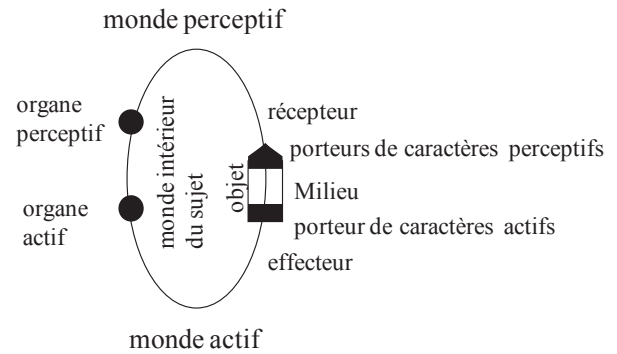 monde perceptif
organe
perceptif
organe
actif
monde intérieur
du sujet
objet
récepteur
porteurs de caractères perceptifs
Milieu
porteur de caractères actifs
effecteur
monde actif